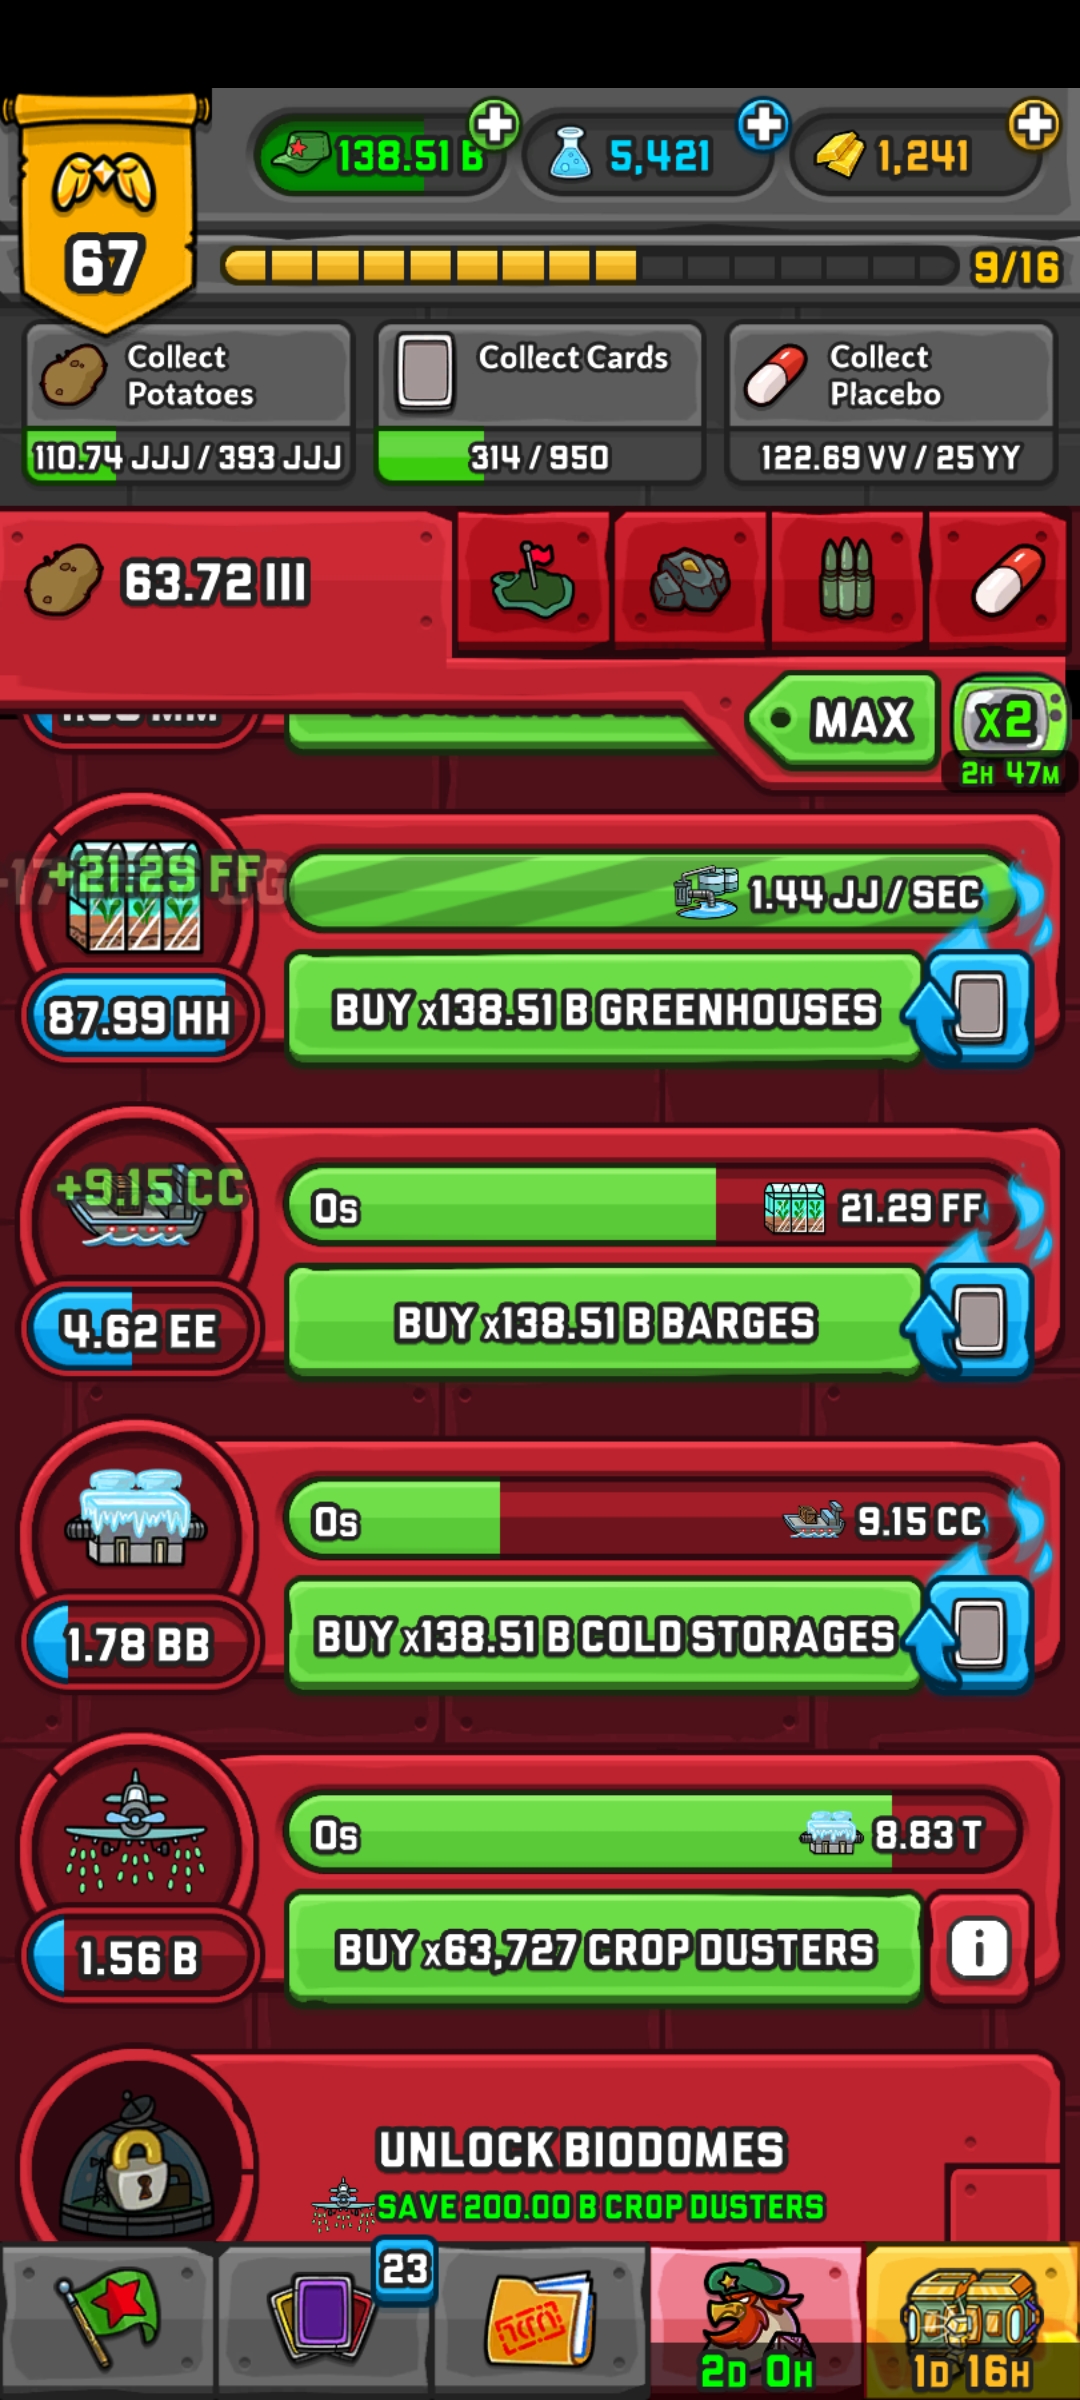 138.51 B
5,421
1,241
67
9/16
Collect Potatoes
110.74 JJJ / 393 JJJ
Collect Cards
314 / 950
Collect Placebo
122.69 VV / 25 YY
63.72 III
MAX
x2
2H 47M
+21.29 FF
1.44 JJ / SEC
87.99 HH
BUY x138.51 B GREENHOUSES
+9.15 CC
0s
21.29 FF
4.62 EE
BUY x138.51 B BARGES
0s
9.15 CC
1.78 BB
BUY x138.51 B COLD STORAGES
0s
8.83 T
1.56 B
BUY x63,727 CROP DUSTERS
i
UNLOCK BIODOMES
SAVE 200.00 B CROP DUSTERS
23
2D 0H
1D 16H